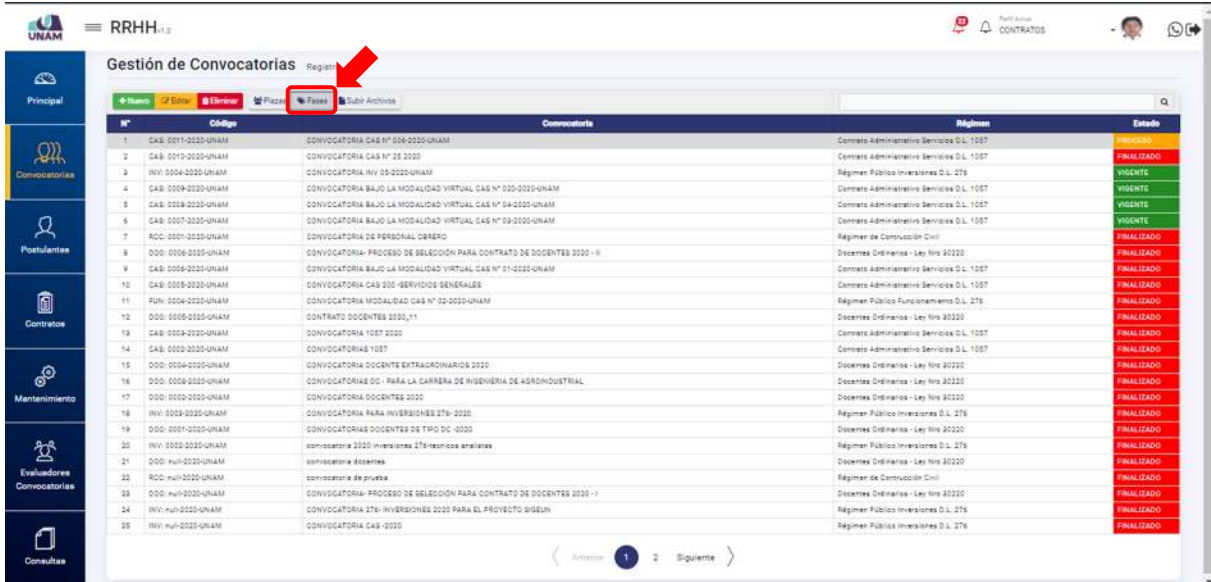 UNAM
RRHH v1.2
23
Perfil Actual
CONTRATOS
Gestión de Convocatorias
Principal
Nuevo Editar Eliminar Plazas Fases Subir Archivos
N° Código Convocatoria Régimen Estado
1 CAS: 0011-2020-UNAM CONVOCATORIA CAS N° 006-2020-UNAM Contrato Administrativo Servicios D.L. 1057 PROCESO
2 CAS: 0010-2020-UNAM CONVOCATORIA CAS N° 25 2020 Contrato Administrativo Servicios D.L. 1057 FINALIZADO
3 INV: 0004-2020-UNAM CONVOCATORIA INV 05-2020-UNAM Régimen Público Inversiones D.L. 276 VIGENTE
4 CAS: 0009-2020-UNAM CONVOCATORIA BAJO LA MODALIDAD VIRTUAL CAS N° 020-2020-UNAM Contrato Administrativo Servicios D.L. 1057 VIGENTE
5 CAS: 0008-2020-UNAM CONVOCATORIA BAJO LA MODALIDAD VIRTUAL CAS N° 04-2020-UNAM Contrato Administrativo Servicios D.L. 1057 VIGENTE
6 CAS: 0007-2020-UNAM CONVOCATORIA BAJO LA MODALIDAD VIRTUAL CAS N° 03-2020-UNAM Contrato Administrativo Servicios D.L. 1057 VIGENTE
7 RCC: 0001-2020-UNAM CONVOCATORIA DE PERSONAL OBRERO Régimen de Contrucción Civil FINALIZADO
8 DOO: 0006-2020-UNAM CONVOCATORIA- PROCESO DE SELECCIÓN PARA CONTRATO DE DOCENTES 2020 - II Docentes Ordinarios - Ley Nro 30220 FINALIZADO
9 CAS: 0006-2020-UNAM CONVOCATORIA BAJO LA MODALIDAD VIRTUAL CAS N° 01-2020-UNAM Contrato Administrativo Servicios D.L. 1057 FINALIZADO
10 CAS: 0005-2020-UNAM CONVOCATORIA CAS 200 -SERVICIOS GENERALES Contrato Administrativo Servicios D.L. 1057 FINALIZADO
11 FUN: 0004-2020-UNAM CONVOCATORIA MODALIDAD CAS N° 02-2020-UNAM Régimen Público Funcionamiento D.L. 276 FINALIZADO
12 DOO: 0005-2020-UNAM CONTRATO DOCENTES 2020_11 Docentes Ordinarios - Ley Nro 30220 FINALIZADO
13 CAS: 0003-2020-UNAM CONVOCATORIA 1057 2020 Contrato Administrativo Servicios D.L. 1057 FINALIZADO
14 CAS: 0002-2020-UNAM CONVOCATORIAS 1057 Contrato Administrativo Servicios D.L. 1057 FINALIZADO
15 DOO: 0004-2020-UNAM CONVOCATORIA DOCENTE EXTRAORDINARIOS 2020 Docentes Ordinarios - Ley Nro 30220 FINALIZADO
16 DOO: 0003-2020-UNAM CONVOCATORIAS DC - PARA LA CARRERA DE INGENIERIA DE AGROINDUSTRIAL Docentes Ordinarios - Ley Nro 30220 FINALIZADO
17 DOO: 0002-2020-UNAM CONVOCATORIA DOCENTES 2020 Docentes Ordinarios - Ley Nro 30220 FINALIZADO
18 INV: 0003-2020-UNAM CONVOCATORIA PARA INVERSIONES 276- 2020 Régimen Público Inversiones D.L. 276 FINALIZADO
19 DOO: 0001-2020-UNAM CONVOCATORIAS DOCENTES DE TIPO DC -2020 Docentes Ordinarios - Ley Nro 30220 FINALIZADO
20 INV: 0002-2020-UNAM convocatoria 2020 inversiones 276-tecnicos analistas Régimen Público Inversiones D.L. 276 FINALIZADO
21 DOO: null-2020-UNAM convocatoria docentes Docentes Ordinarios - Ley Nro 30220 FINALIZADO
22 RCC: null-2020-UNAM convocatoria de prueba Régimen de Contrucción Civil FINALIZADO
23 DOO: null-2020-UNAM CONVOCATORIA- PROCESO DE SELECCIÓN PARA CONTRATO DE DOCENTES 2020 - I Docentes Ordinarios - Ley Nro 30220 FINALIZADO
24 INV: null-2020-UNAM CONVOCATORIA 276- INVERSIONES 2020 PARA EL PROYECTO SIGEUN Régimen Público Inversiones D.L. 276 FINALIZADO
25 INV: null-2020-UNAM CONVOCATORIA CAS -2020 Régimen Público Inversiones D.L. 276 FINALIZADO
Convocatorias
Postulantes
Contratos
Mantenimiento
Evaluadores
Convocatorias
Consultas
Anterior 1 2 Siguiente